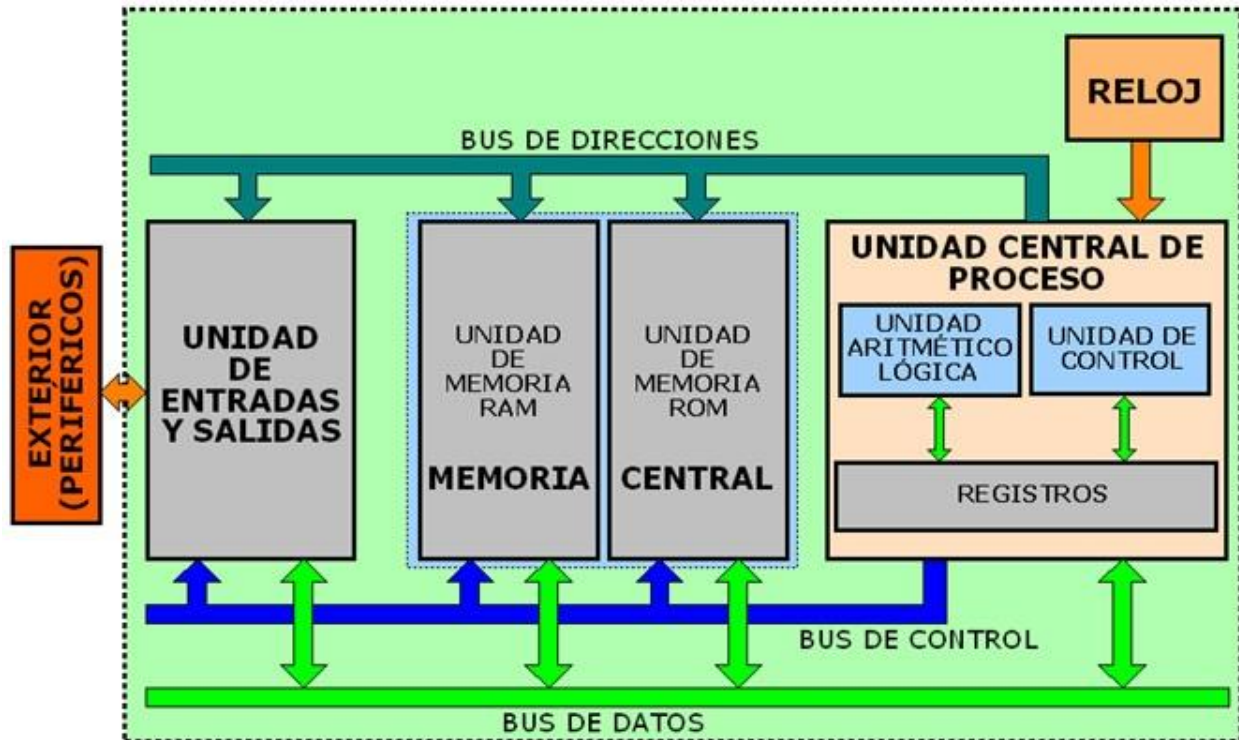 RELOJ
BUS DE DIRECCIONES
EXTÉRIOR
(PERIFÉRICOS)
UNIDAD
DE
ENTRADAS
Y SALIDAS
UNIDAD
DE
MEMORIA
RAM
MEMORIA
UNIDAD
DE
MEMORIA
ROM
CENTRAL
UNIDAD CENTRAL DE
PROCESO
UNIDAD
ARITMÉTICO
LÓGICA
UNIDAD DE
CONTROL
REGISTROS
BUS DE CONTROL
BUS DE DATOS